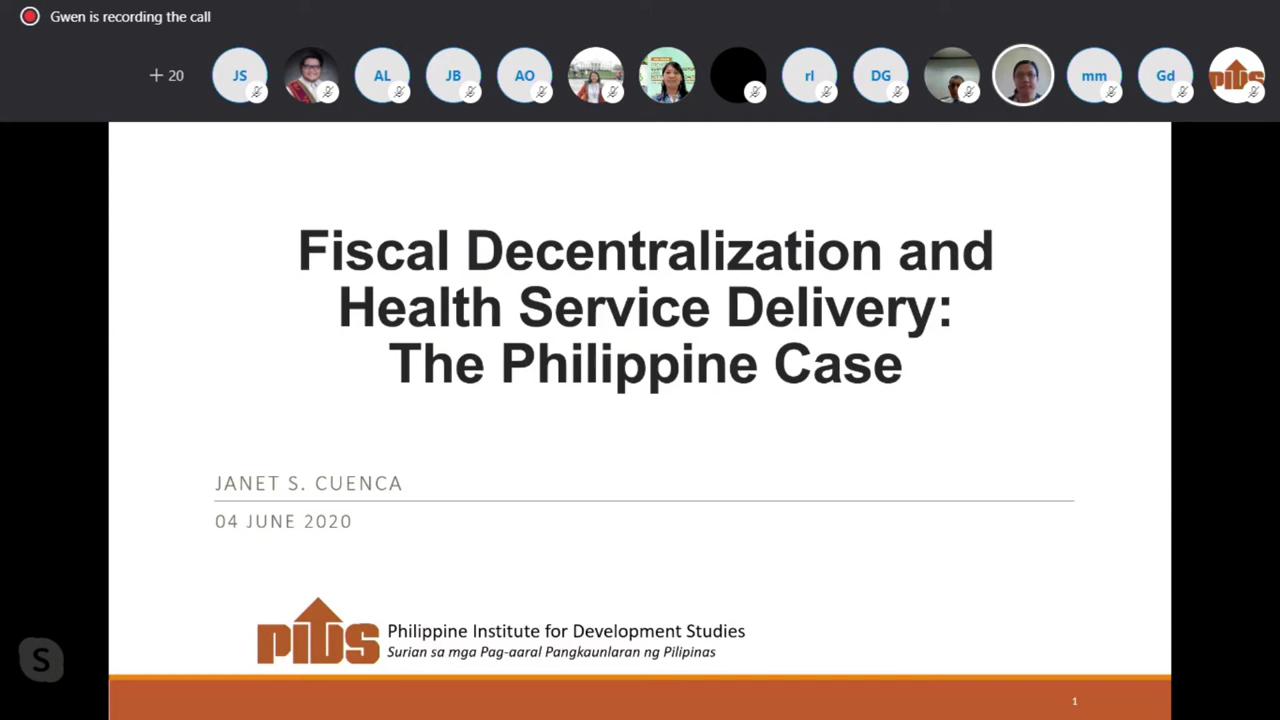 Gwen is recording the call
+ 20
JS
AL
JB
AO
rl
DG
mm
Gd
PIDS
Fiscal Decentralization and
Health Service Delivery:
The Philippine Case
JANET S. CUENCA
04 JUNE 2020
PIDS
Philippine Institute for Development Studies
Surian sa mga Pag-aaral Pangkaunlaran ng Pilipinas
S
1